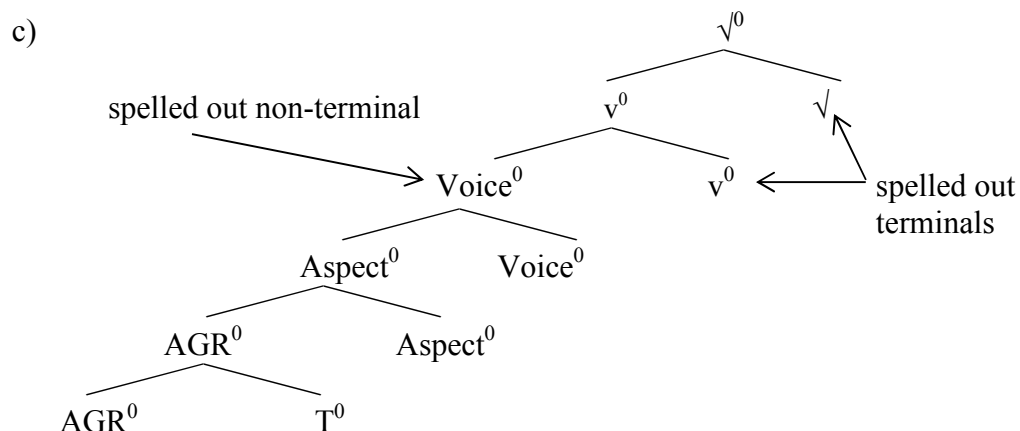 c)
√⁰
spelled out non-terminal
v⁰ √
Voice⁰ v⁰ spelled out
terminals
Aspect⁰ Voice⁰
AGR⁰ Aspect⁰
AGR⁰ T⁰